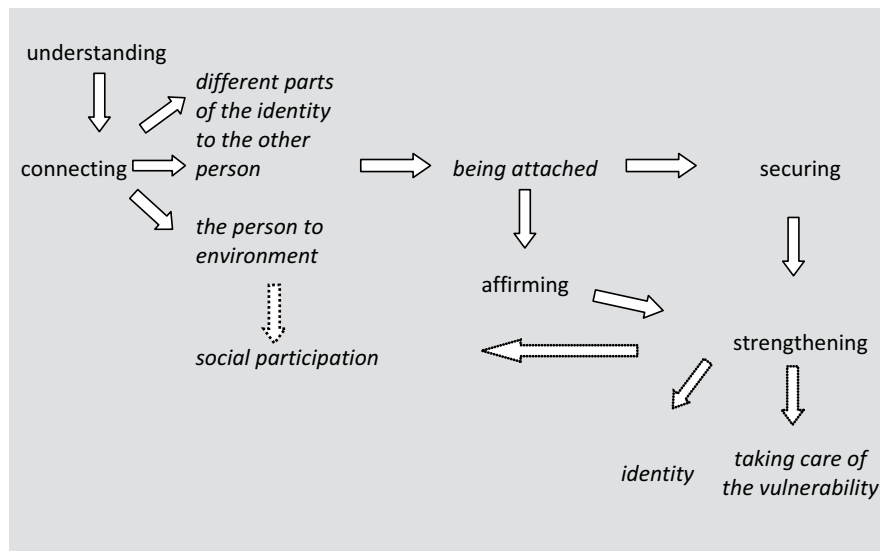 understanding
different parts
of the identity
to the other
person
connecting
being attached
securing
the person to
environment
affirming
social participation
strengthening
identity
taking care of
the vulnerability